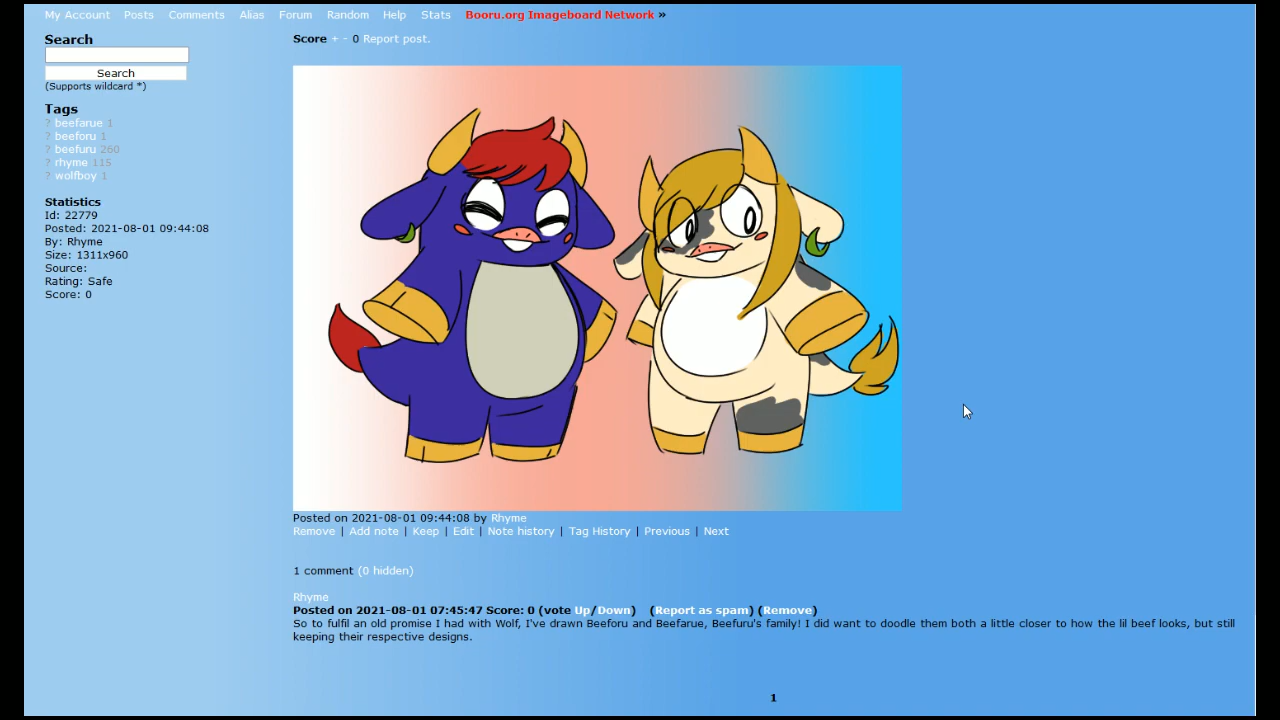 My Account Posts Comments Alias Forum Random Help Stats Booru.org Imageboard Network »
Search
Search
(Supports wildcard *)
Tags
? beefarue 1
? beeforu 1
? beefuru 260
? rhyme 115
? wolfboy 1
Statistics
Id: 22779
Posted: 2021-08-01 09:44:08
By: Rhyme
Size: 1311x960
Source:
Rating: Safe
Score: 0
Score + - 0 Report post.
Posted on 2021-08-01 09:44:08 by Rhyme
Remove | Add note | Keep | Edit | Note history | Tag History | Previous | Next
1 comment (0 hidden)
Rhyme
Posted on 2021-08-01 07:45:47 Score: 0 (vote Up/Down) (Report as spam) (Remove)
So to fulfil an old promise I had with Wolf, I've drawn Beeforu and Beefarue, Beefuru's family! I did want to doodle them both a little closer to how the lil beef looks, but still
keeping their respective designs.
1